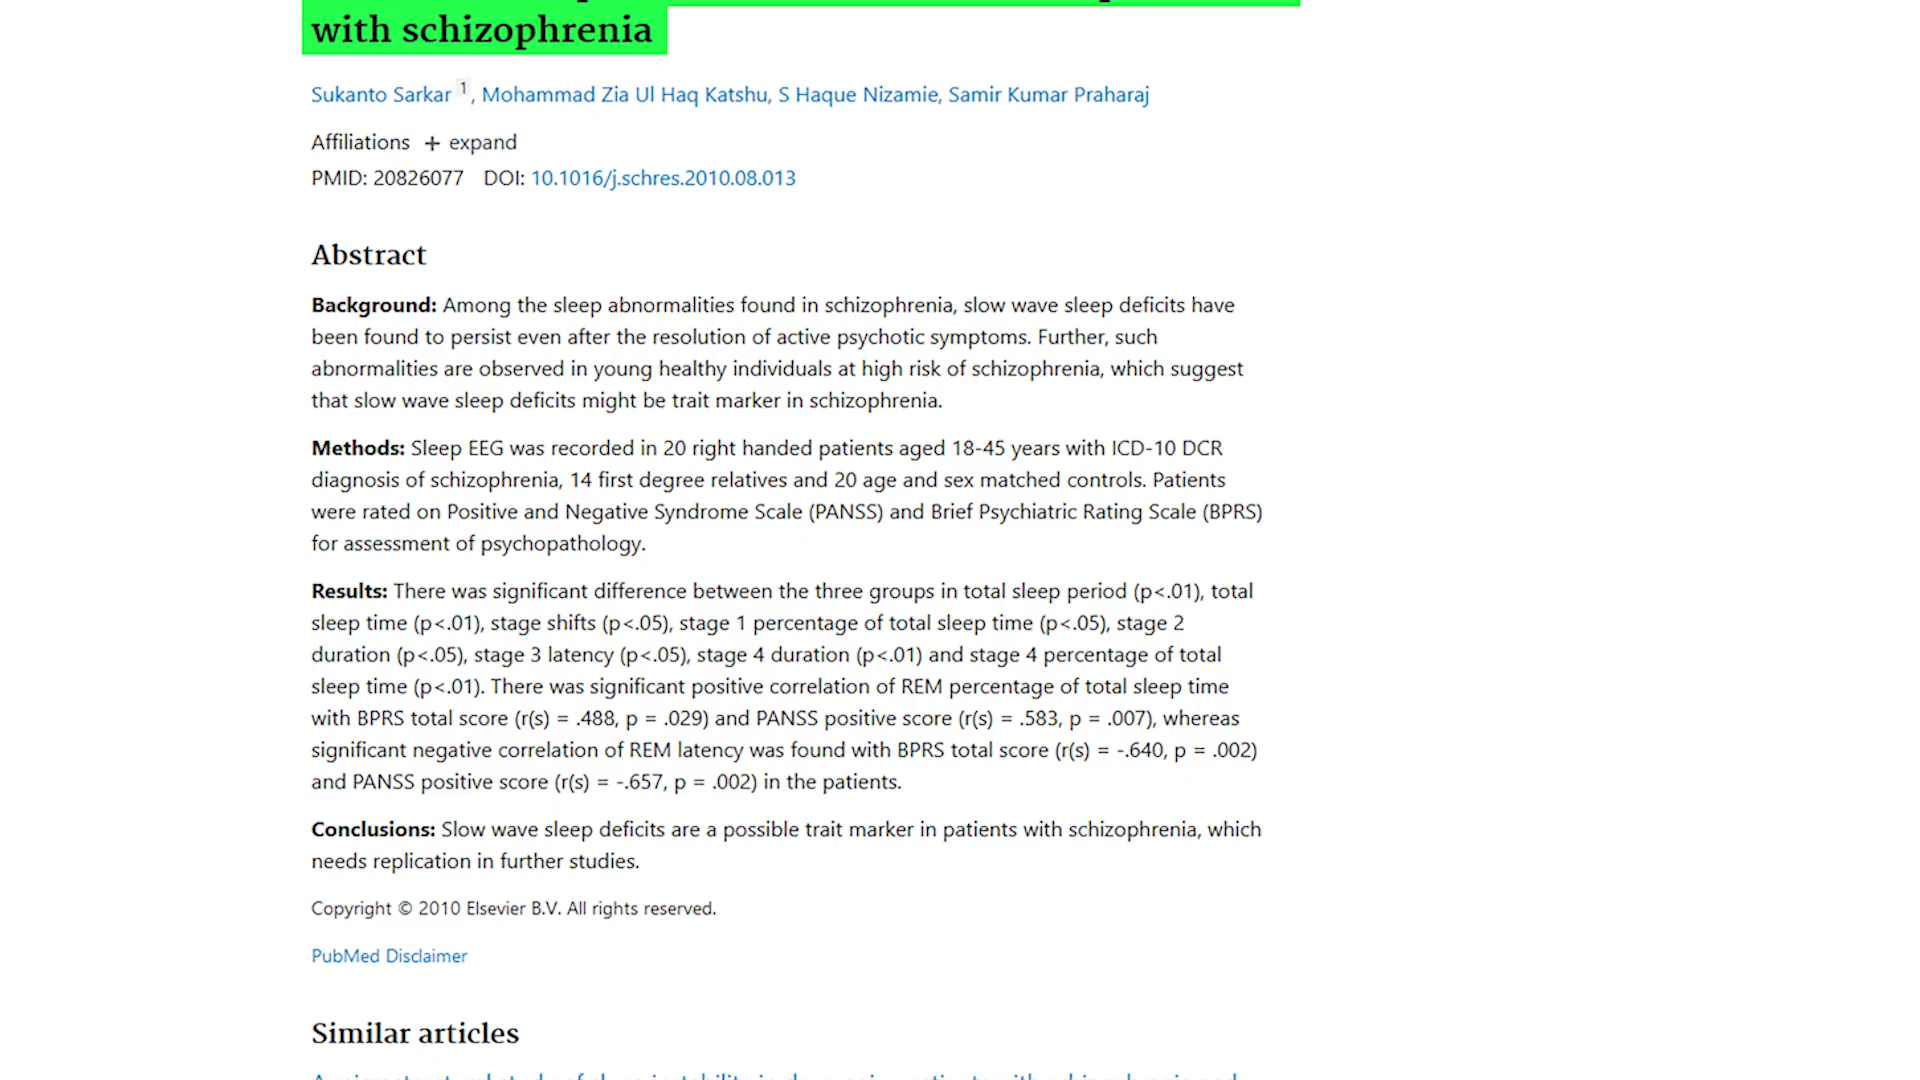 with schizophrenia
Sukanto Sarkar 1, Mohammad Zia Ul Haq Katshu, S Haque Nizamie, Samir Kumar Praharaj
Affiliations + expand
PMID: 20826077 DOI: 10.1016/j.schres.2010.08.013
Abstract
Background: Among the sleep abnormalities found in schizophrenia, slow wave sleep deficits have
been found to persist even after the resolution of active psychotic symptoms. Further, such
abnormalities are observed in young healthy individuals at high risk of schizophrenia, which suggest
that slow wave sleep deficits might be trait marker in schizophrenia.
Methods: Sleep EEG was recorded in 20 right handed patients aged 18-45 years with ICD-10 DCR
diagnosis of schizophrenia, 14 first degree relatives and 20 age and sex matched controls. Patients
were rated on Positive and Negative Syndrome Scale (PANSS) and Brief Psychiatric Rating Scale (BPRS)
for assessment of psychopathology.
Results: There was significant difference between the three groups in total sleep period (p<.01), total
sleep time (p<.01), stage shifts (p<.05), stage 1 percentage of total sleep time (p<.05), stage 2
duration (p<.05), stage 3 latency (p<.05), stage 4 duration (p<.01) and stage 4 percentage of total
sleep time (p<.01). There was significant positive correlation of REM percentage of total sleep time
with BPRS total score (r(s) = .488, p = .029) and PANSS positive score (r(s) = .583, p = .007), whereas
significant negative correlation of REM latency was found with BPRS total score (r(s) = -.640, p = .002)
and PANSS positive score (r(s) = -.657, p = .002) in the patients.
Conclusions: Slow wave sleep deficits are a possible trait marker in patients with schizophrenia, which
needs replication in further studies.
Copyright © 2010 Elsevier B.V. All rights reserved.
PubMed Disclaimer
Similar articles